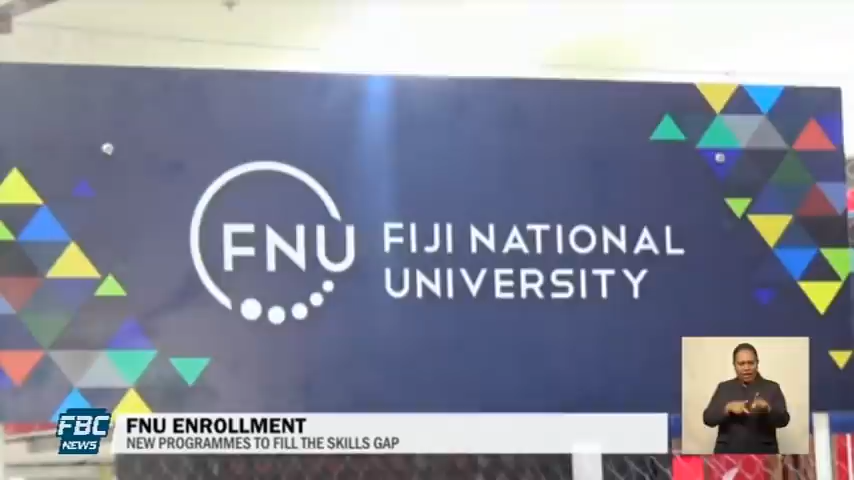 FNU
FIJI NATIONAL
UNIVERSITY
FBC
NEWS
FNU ENROLLMENT
NEW PROGRAMMES TO FILL THE SKILLS GAP